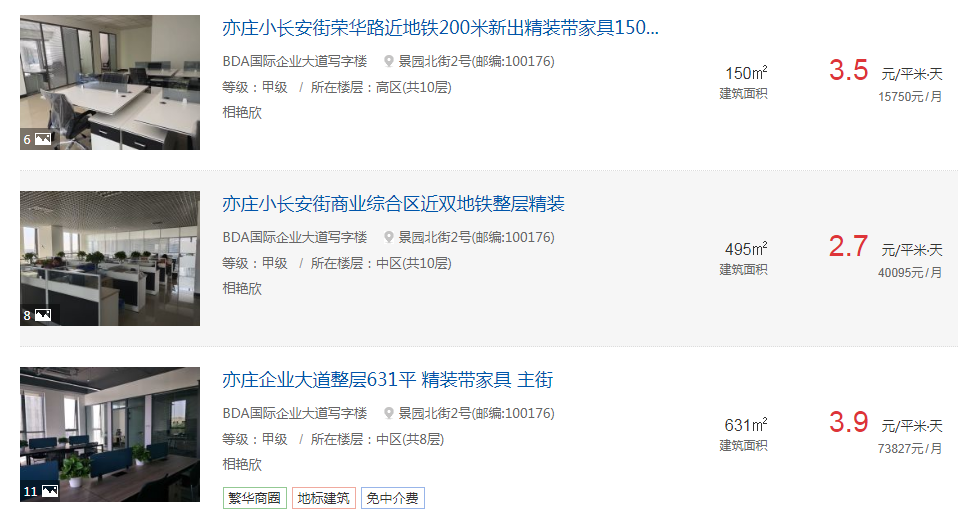 亦庄小长安街荣华路近地铁200米新出精装带家具150...
BDA国际企业大道写字楼 景园北街2号(邮编:100176)
等级：甲级 / 所在楼层：高区(共10层)
相艳欣
150m²
建筑面积
3.5 元/平米·天
15750元/月
6
亦庄小长安街商业综合区近双地铁整层精装
BDA国际企业大道写字楼 景园北街2号(邮编:100176)
等级：甲级 / 所在楼层：中区(共10层)
相艳欣
495m²
建筑面积
2.7 元/平米·天
40095元/月
8
亦庄企业大道整层631平 精装带家具 主街
BDA国际企业大道写字楼 景园北街2号(邮编:100176)
等级：甲级 / 所在楼层：中区(共8层)
相艳欣
繁华商圈 地标建筑 免中介费
631m²
建筑面积
3.9 元/平米·天
73827元/月
11